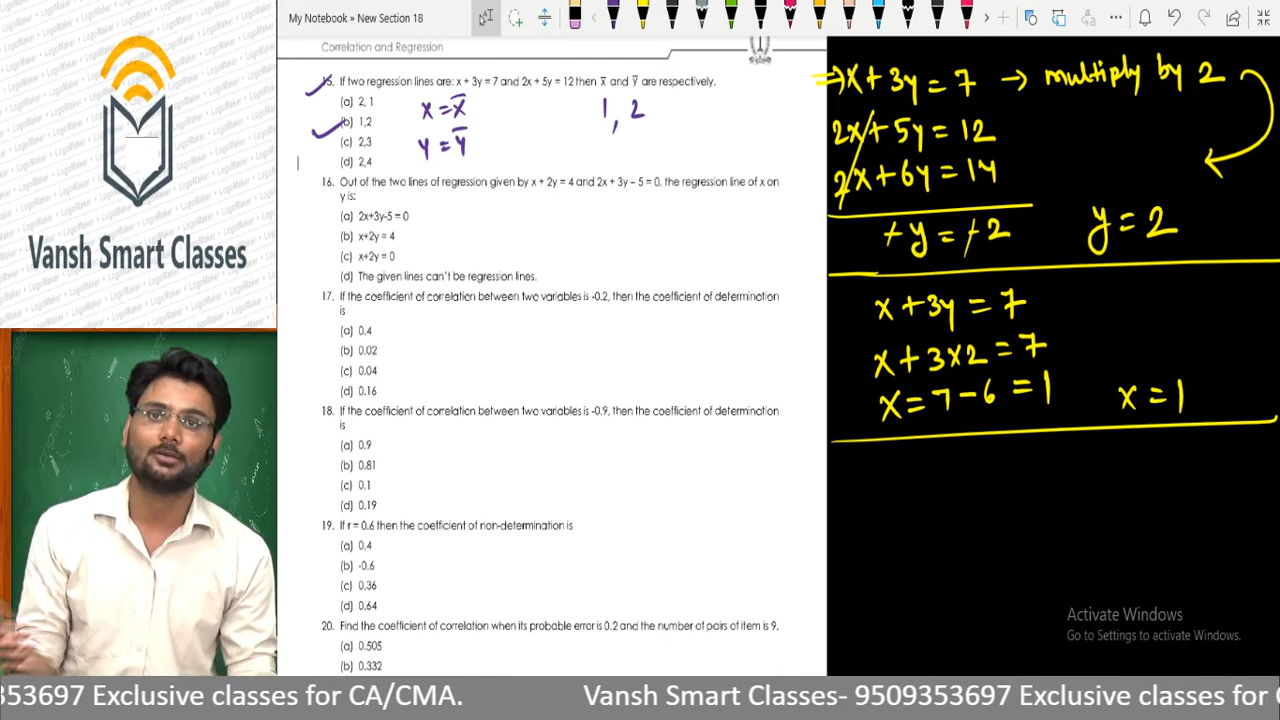 My Notebook » New Section 18
Correlation and Regression
15. If two regression lines are: x + 3y = 7 and 2x + 5y = 12 then x̅ and y̅ are respectively.
(a) 2, 1
(b) 1,2
(c) 2,3
(d) 2,4
x = x̅
y = y̅
1, 2
16. Out of the two lines of regression given by x + 2y = 4 and 2x + 3y – 5 = 0, the regression line of x on
y is:
(a) 2x+3y-5 = 0
(b) x+2y = 4
(c) x+2y = 0
(d) The given lines can't be regression lines.
17. If the coefficient of correlation between two variables is -0.2, then the coefficient of determination
is
(a) 0.4
(b) 0.02
(c) 0.04
(d) 0.16
18. If the coefficient of correlation between two variables is -0.9, then the coefficient of determination
is
(a) 0.9
(b) 0.81
(c) 0.1
(d) 0.19
19. If r = 0.6 then the coefficient of non-determination is
(a) 0.4
(b) -0.6
(c) 0.36
(d) 0.64
20. Find the coefficient of correlation when its probable error is 0.2 and the number of pairs of item is 9.
(a) 0.505
(b) 0.332
⇒ x + 3y = 7 → multiply by 2
2x + 5y = 12
2x + 6y = 14
+y = +2 y = 2
x + 3y = 7
x + 3×2 = 7
x = 7 - 6 = 1 x = 1
Vansh Smart Classes
Activate Windows
Go to Settings to activate Windows.
353697 Exclusive classes for CA/CMA. Vansh Smart Classes- 9509353697 Exclusive classes for